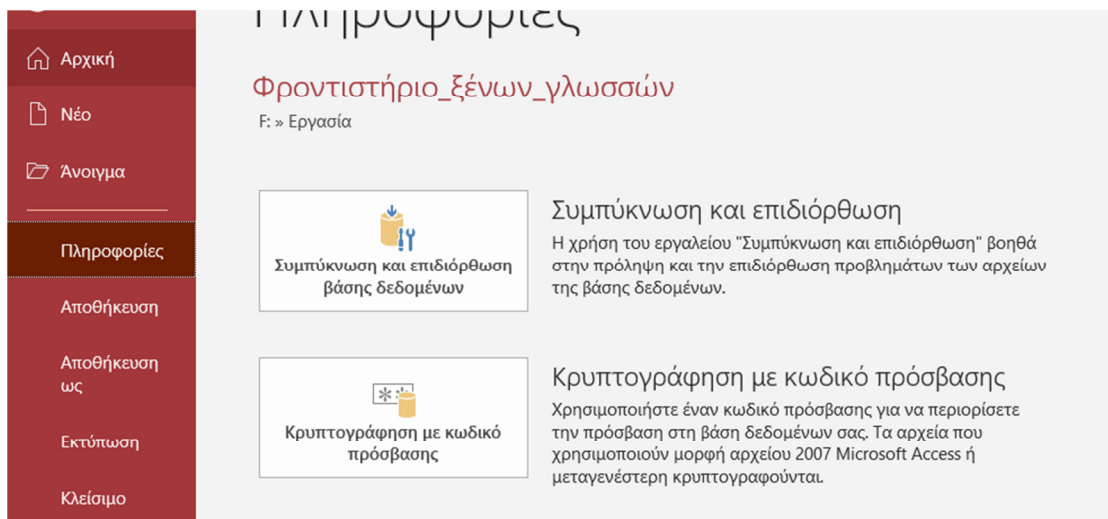 Πληροφορίες
Αρχική
Νέο
Άνοιγμα
Πληροφορίες
Αποθήκευση
Αποθήκευση
ως
Εκτύπωση
Κλείσιμο
Φροντιστήριο_ξένων_γλωσσών
F: » Εργασία
Συμπύκνωση και επιδιόρθωση
βάσης δεδομένων
Συμπύκνωση και επιδιόρθωση
Η χρήση του εργαλείου "Συμπύκνωση και επιδιόρθωση" βοηθά
στην πρόληψη και την επιδιόρθωση προβλημάτων των αρχείων
της βάσης δεδομένων.
Κρυπτογράφηση με κωδικό
πρόσβασης
Κρυπτογράφηση με κωδικό πρόσβασης
Χρησιμοποιήστε έναν κωδικό πρόσβασης για να περιορίσετε
την πρόσβαση στη βάση δεδομένων σας. Τα αρχεία που
χρησιμοποιούν μορφή αρχείου 2007 Microsoft Access ή
μεταγενέστερη κρυπτογραφούνται.